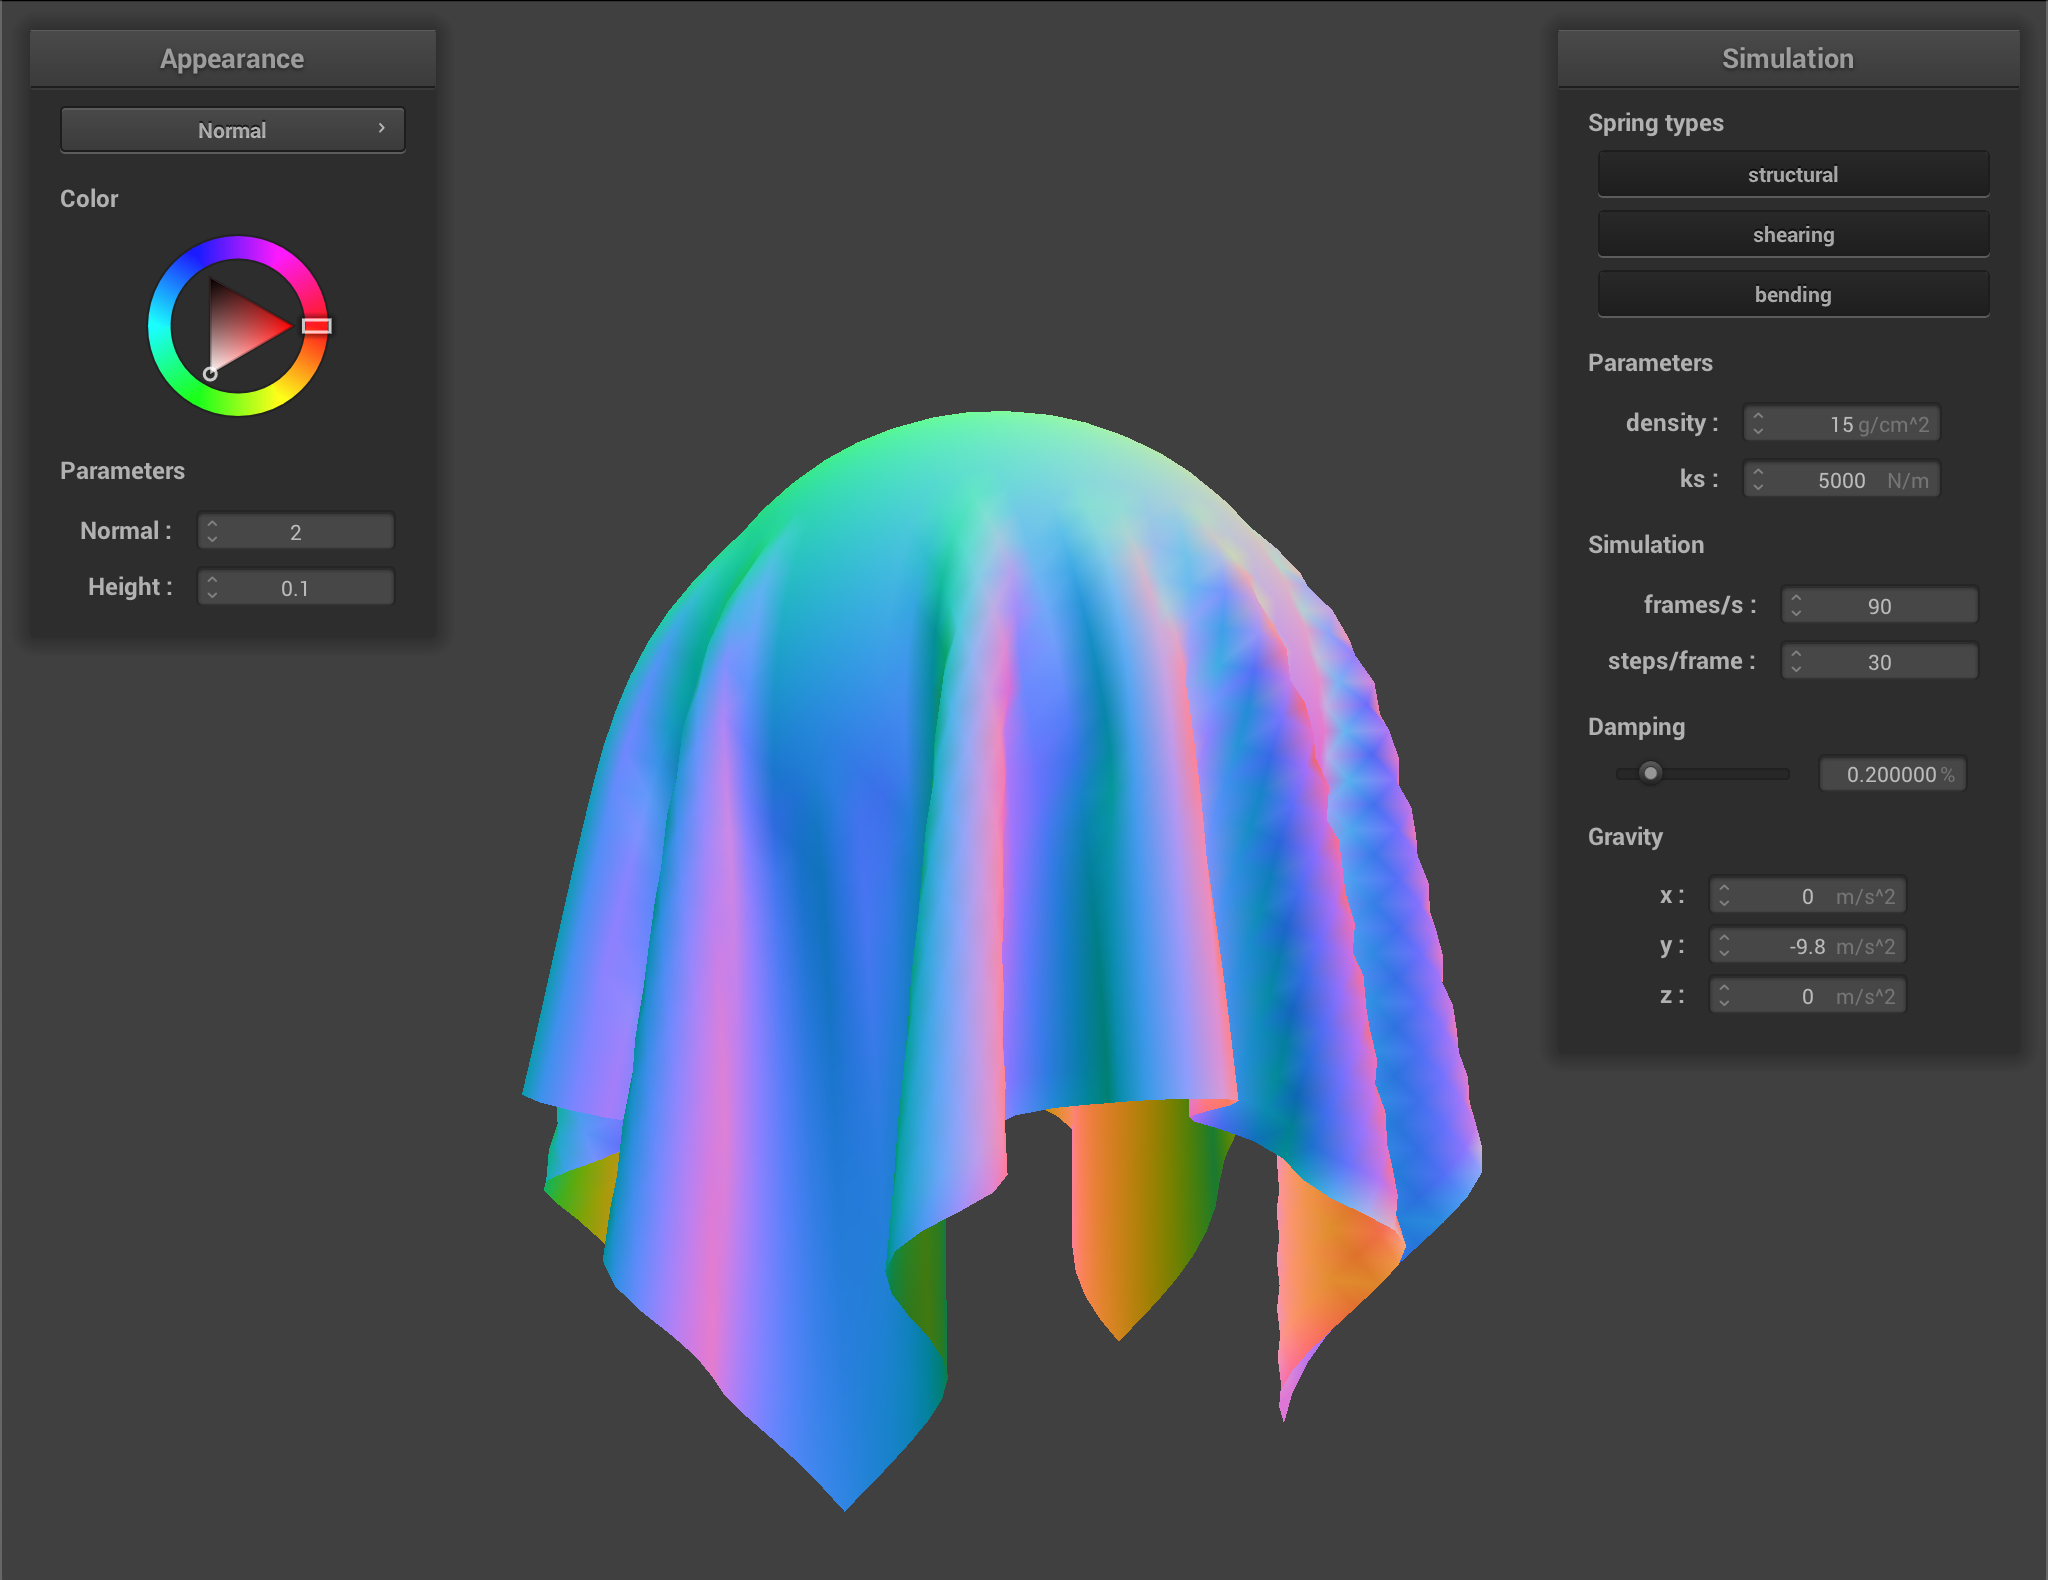 Appearance
Normal
Color
Parameters
Normal : 2
Height : 0.1
Simulation
Spring types
structural
shearing
bending
Parameters
density : 15 g/cm^2
ks : 5000 N/m
Simulation
frames/s : 90
steps/frame : 30
Damping
0.200000 %
Gravity
x : 0 m/s^2
y : -9.8 m/s^2
z : 0 m/s^2